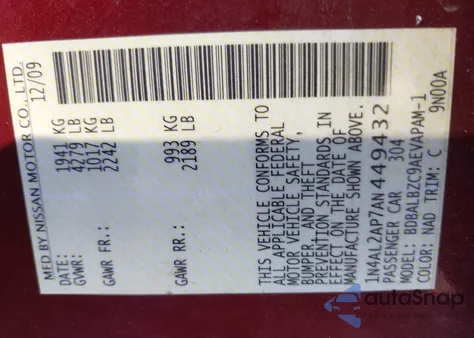 MFD BY NISSAN MOTOR CO., LTD.
DATE: 12/09
GVWR: 1941 KG
4279 LB
GAWR FR.: 1017 KG
2242 LB
GAWR RR.: 993 KG
2189 LB
THIS VEHICLE CONFORMS TO
ALL APPLICABLE FEDERAL
MOTOR VEHICLE SAFETY,
BUMPER, AND THEFT
PREVENTION STANDARDS IN
EFFECT ON THE DATE OF
MANUFACTURE SHOWN ABOVE.
1N4AL2AP7AN449432
PASSENGER CAR 304
MODEL: BDBALBZC9AEVAPAM-1
COLOR: NAD TRIM: C 9N00A
autoSnap